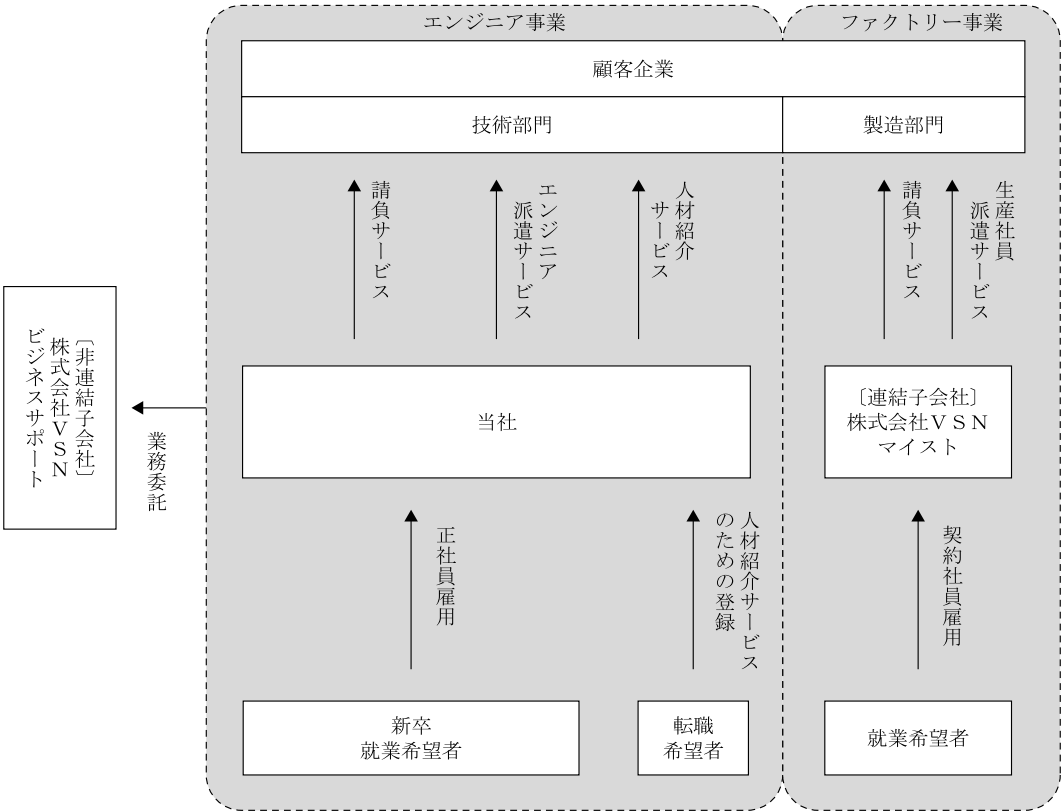 エンジニア事業
ファクトリー事業
顧客企業
技術部門
製造部門
請負サービス
エンジニア
派遣サービス
人材紹介
サービス
請負サービス
生産社員
派遣サービス
〔非連結子会社〕
株式会社ＶＳＮ
ビジネスサポート
業務委託
当社
〔連結子会社〕
株式会社ＶＳＮ
マイスト
正社員雇用
人材紹介サービス
のための登録
契約社員雇用
新卒
就業希望者
転職
希望者
就業希望者